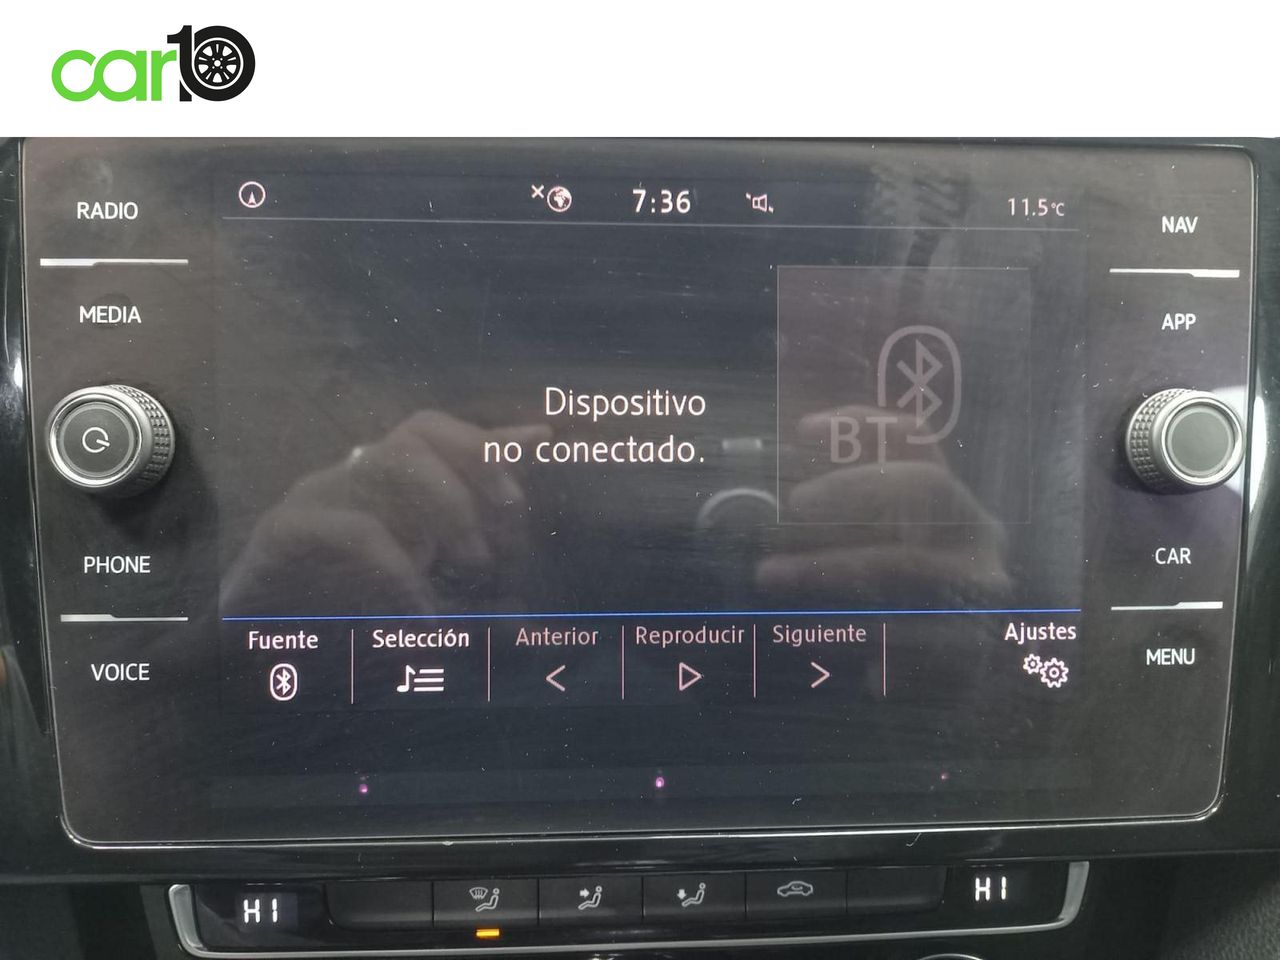 car10
RADIO
7:36
11.5°C
NAV
MEDIA
APP
Dispositivo
no conectado.
BT
PHONE
CAR
VOICE
MENU
Fuente
Selección
Anterior
Reproducir
Siguiente
Ajustes
HI
HI